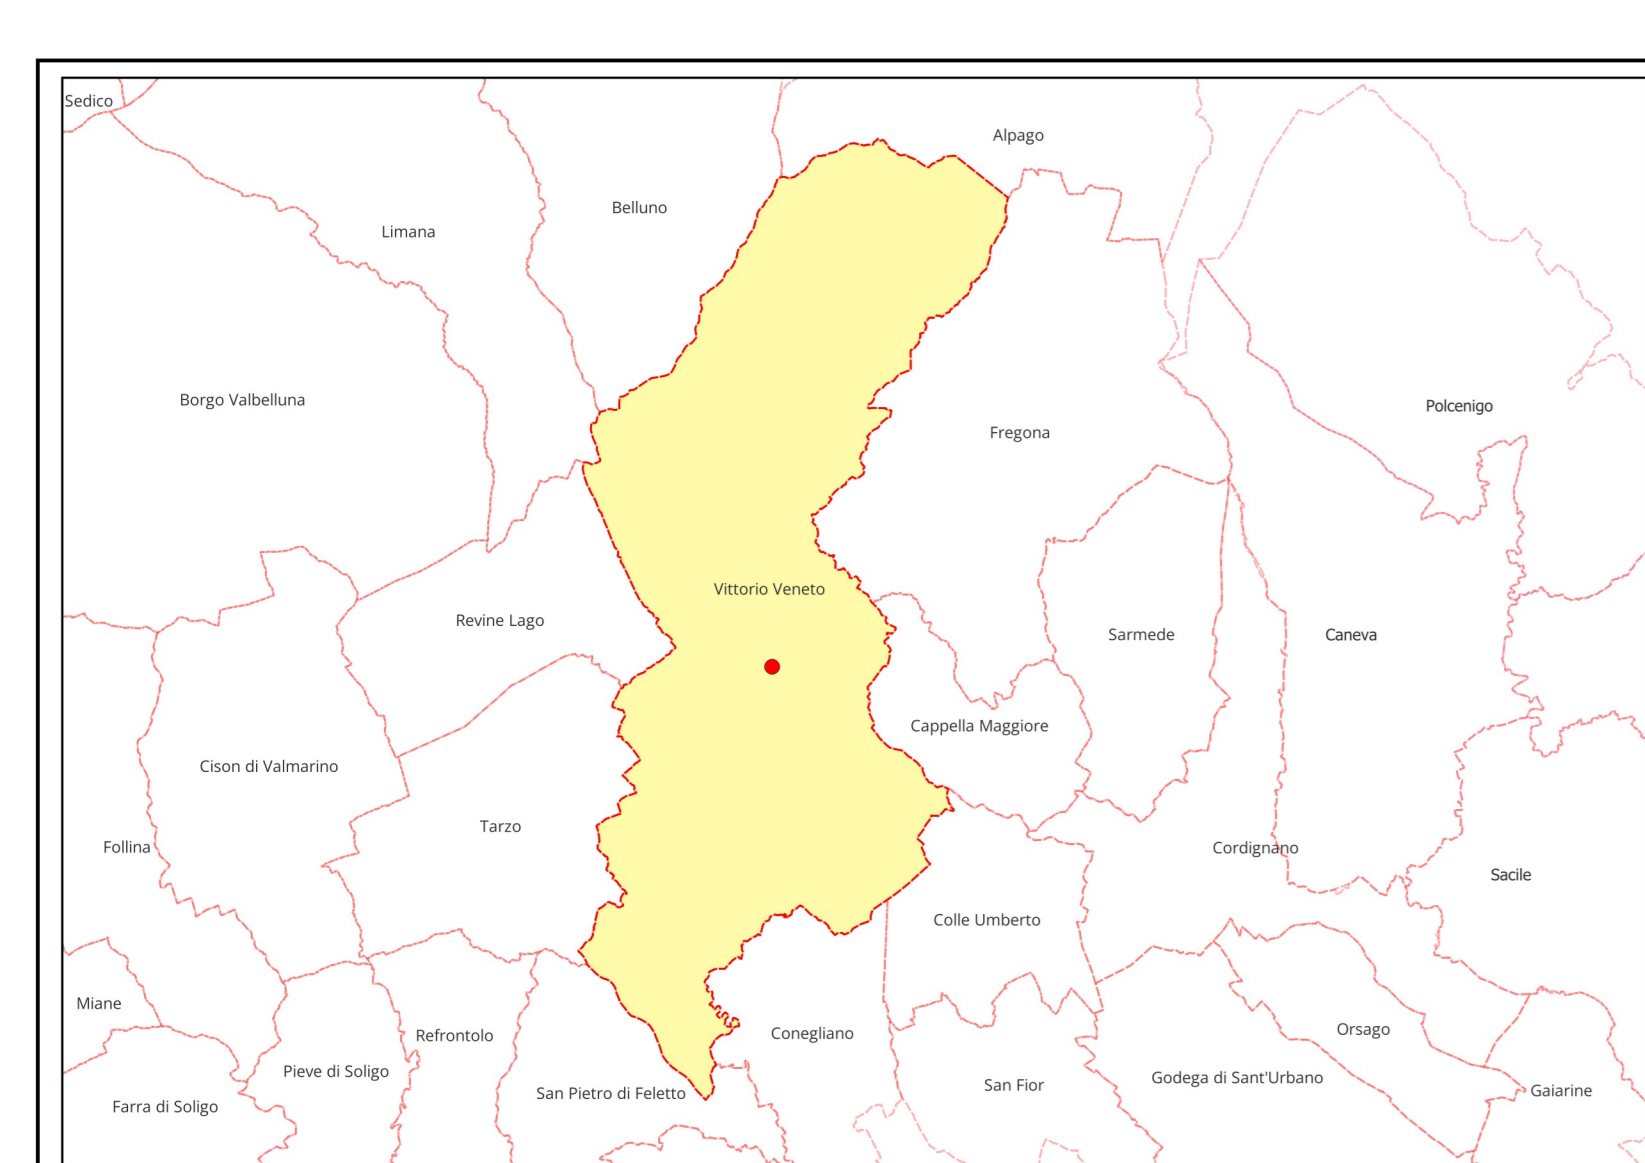 Sedico
Alpago
Belluno
Limana
Borgo Valbelluna
Polcenigo
Fregona
Vittorio Veneto
Revine Lago
Sarmede
Caneva
Cappella Maggiore
Cison di Valmarino
Tarzo
Follina
Cordignano
Sacile
Colle Umberto
Miane
Refrontolo
Conegliano
Orsago
Pieve di Soligo
San Pietro di Feletto
San Fior
Godega di Sant'Urbano
Gaiarine
Farra di Soligo